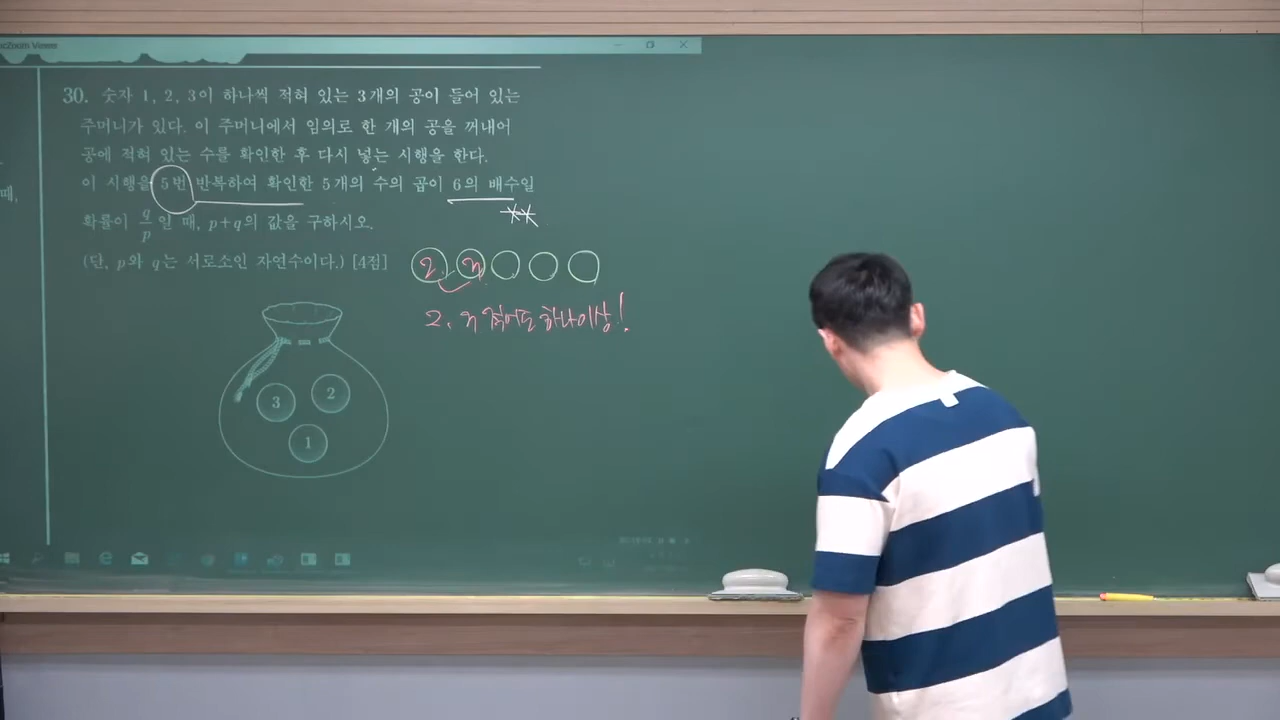 Zoom Viewer
30. 숫자 1, 2, 3이 하나씩 적혀 있는 3개의 공이 들어 있는
주머니가 있다. 이 주머니에서 임의로 한 개의 공을 꺼내어
공에 적혀 있는 수를 확인한 후 다시 넣는 시행을 한다.
이 시행을 5번 반복하여 확인한 5개의 수의 곱이 6의 배수일
때,
확률이 q/p일 때, p+q의 값을 구하시오.
(단, p와 q는 서로소인 자연수이다.) [4점]
2 3
2, 3 적어도 하나이상!
3 2
1